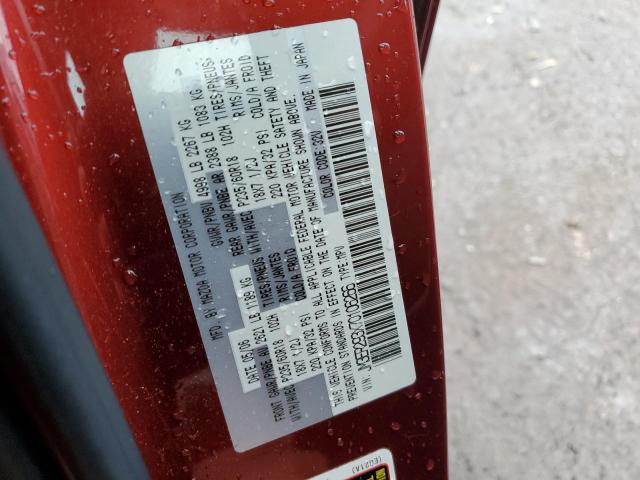 MFD. BY MAZDA MOTOR CORPORATION
DATE 05/06 GVWR/PNBV 4998 LB 2267 KG
FRONT GAWR/PNBE AV 2621 LB 1189 KG REAR GAWR/PNBE AR 2388 LB 1083 KG
WITH/AVEC P235/60R18 102H TIRES/PNEUS WITH/AVEC P235/60R18 102H TIRES/PNEUS
18X7 1/2J RIMS/JANTES 18X7 1/2J RIMS/JANTES
220 KPA/32 PSI COLD/A FROID 220 KPA/32 PSI COLD/A FROID
THIS VEHICLE CONFORMS TO ALL APPLICABLE FEDERAL MOTOR VEHICLE SAFETY AND THEFT
PREVENTION STANDARDS IN EFFECT ON THE DATE OF MANUFACTURE SHOWN ABOVE.
TYPE:MPV MADE IN JAPAN
VIN: COLOR CODE:32V
(EG21A)